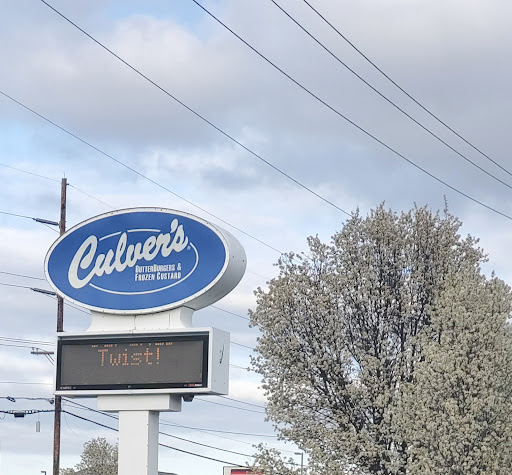 Culver's
ButterBurgers &
Frozen Custard
Twist!